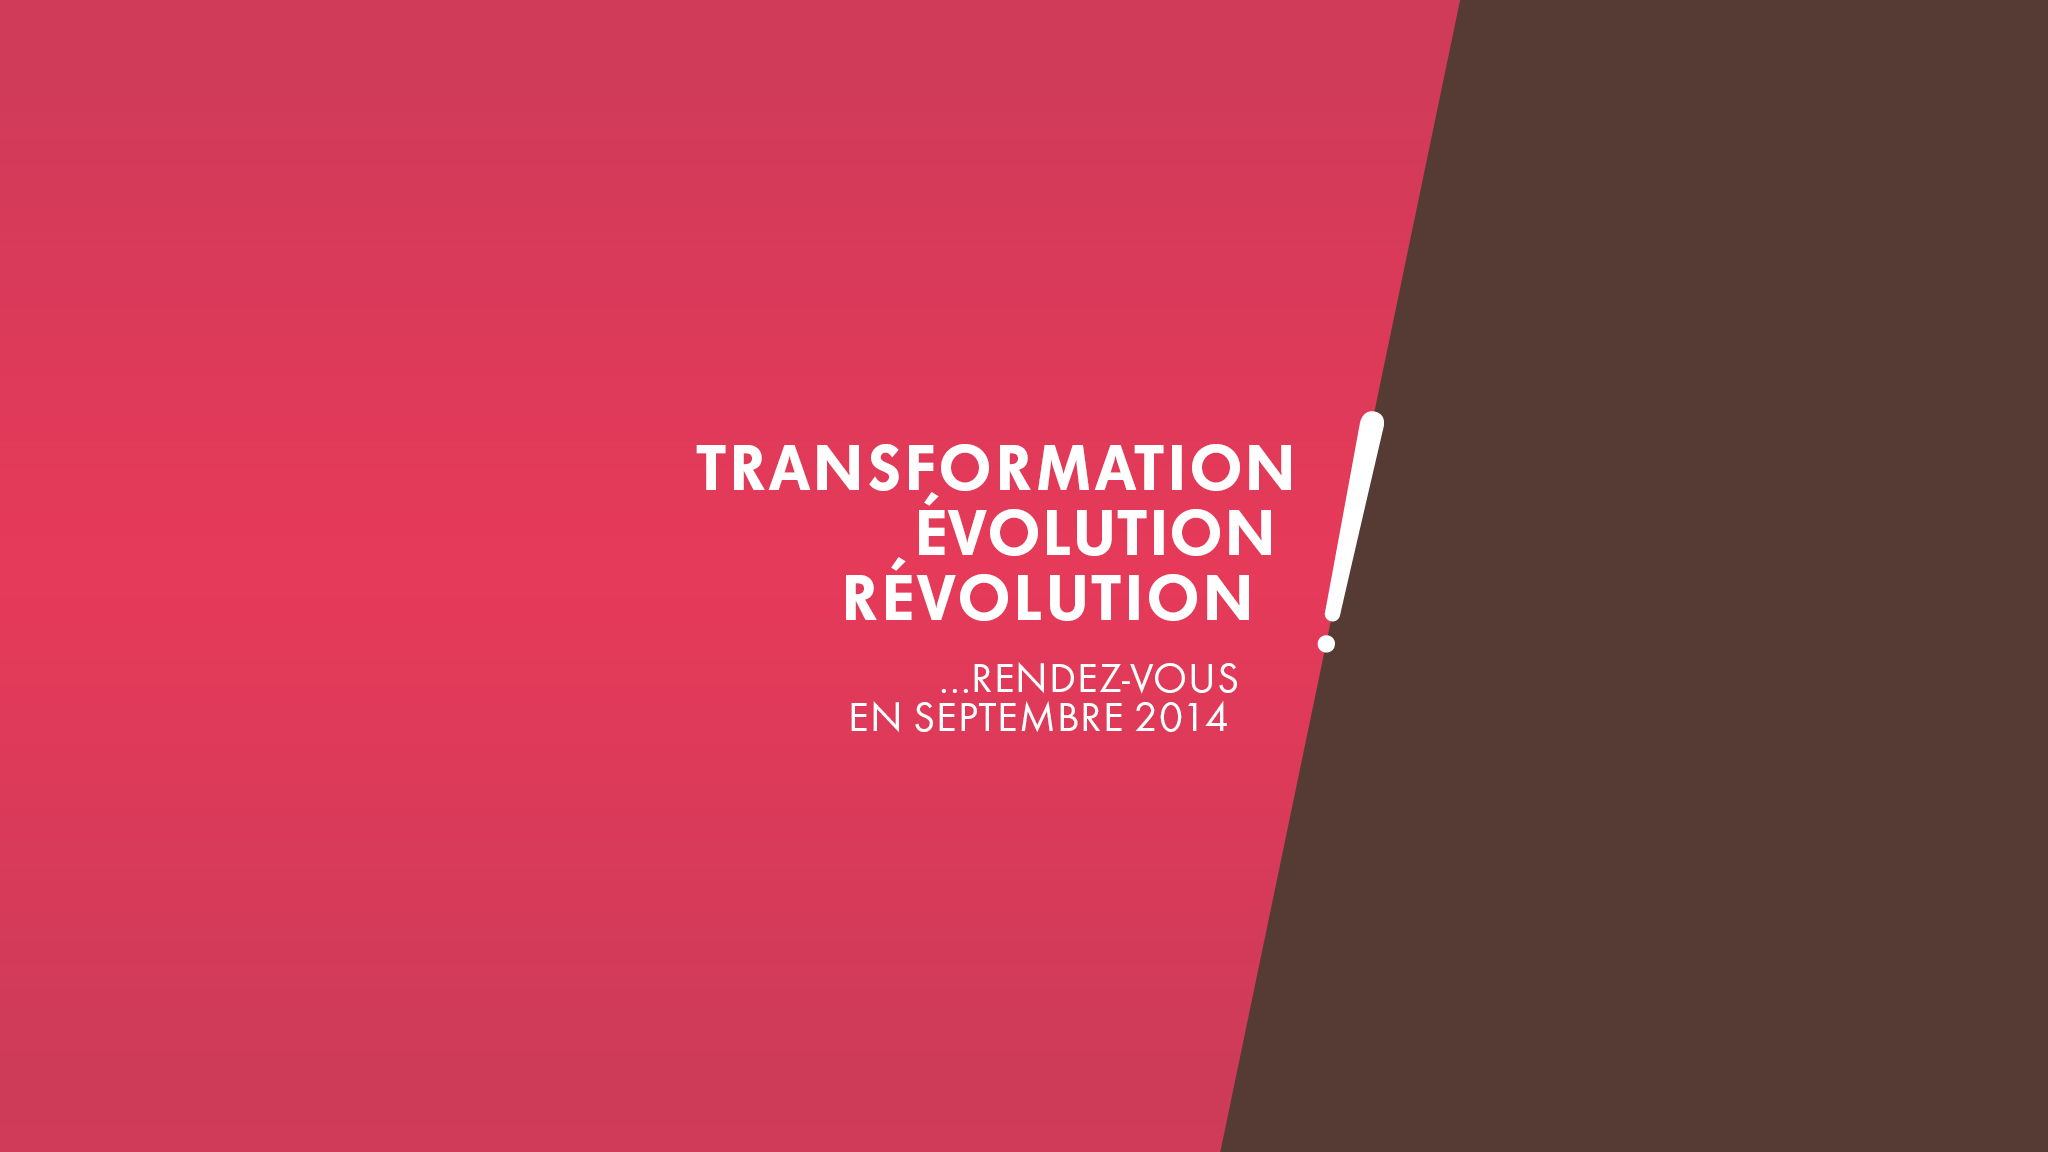 TRANSFORMATION
ÉVOLUTION
RÉVOLUTION
!
...RENDEZ-VOUS
EN SEPTEMBRE 2014